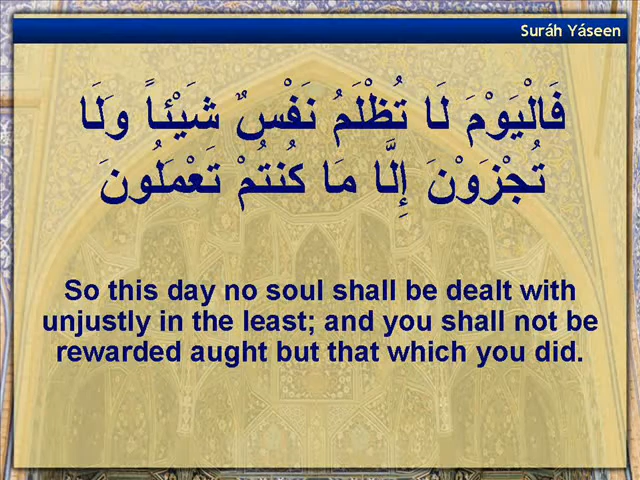 Suráh Yáseen
فَالْيَوْمَ لَا تُظْلَمُ نَفْسٌ شَيْئاً وَلَا
تُجْزَوْنَ إِلَّا مَا كُنتُمْ تَعْمَلُونَ
So this day no soul shall be dealt with
unjustly in the least; and you shall not be
rewarded aught but that which you did.